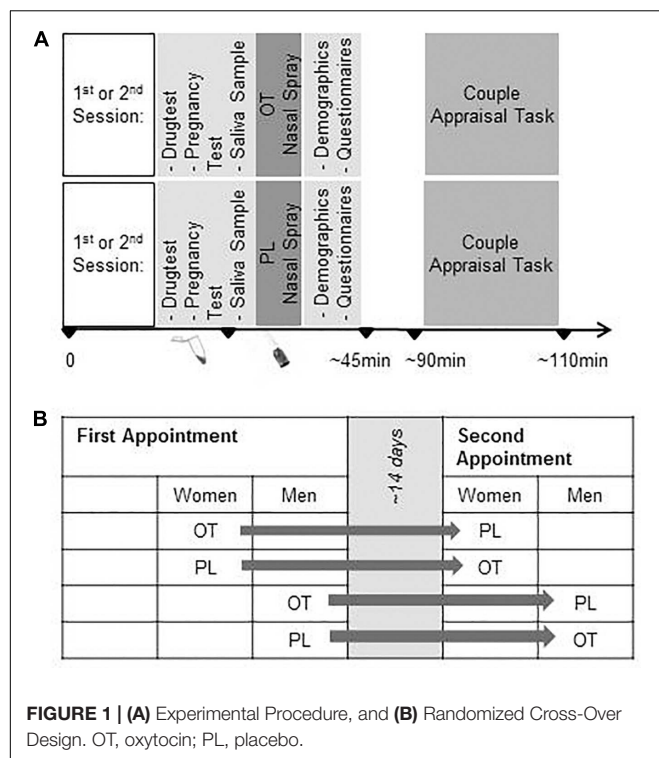 A
1st or 2nd
Session:
- Drugtest
- Pregnancy
Test
- Saliva Sample
OT
Nasal Spray
- Demographics
- Questionnaires
Couple
Appraisal Task
1st or 2nd
Session:
- Drugtest
- Pregnancy
Test
- Saliva Sample
PL
Nasal Spray
- Demographics
- Questionnaires
Couple
Appraisal Task
0
~45min
~90min
~110min
B
First Appointment
~14 days
Second
Appointment
Women Men Women Men
OT PL
PL OT
OT PL
PL OT
FIGURE 1 | (A) Experimental Procedure, and (B) Randomized Cross-Over
Design. OT, oxytocin; PL, placebo.